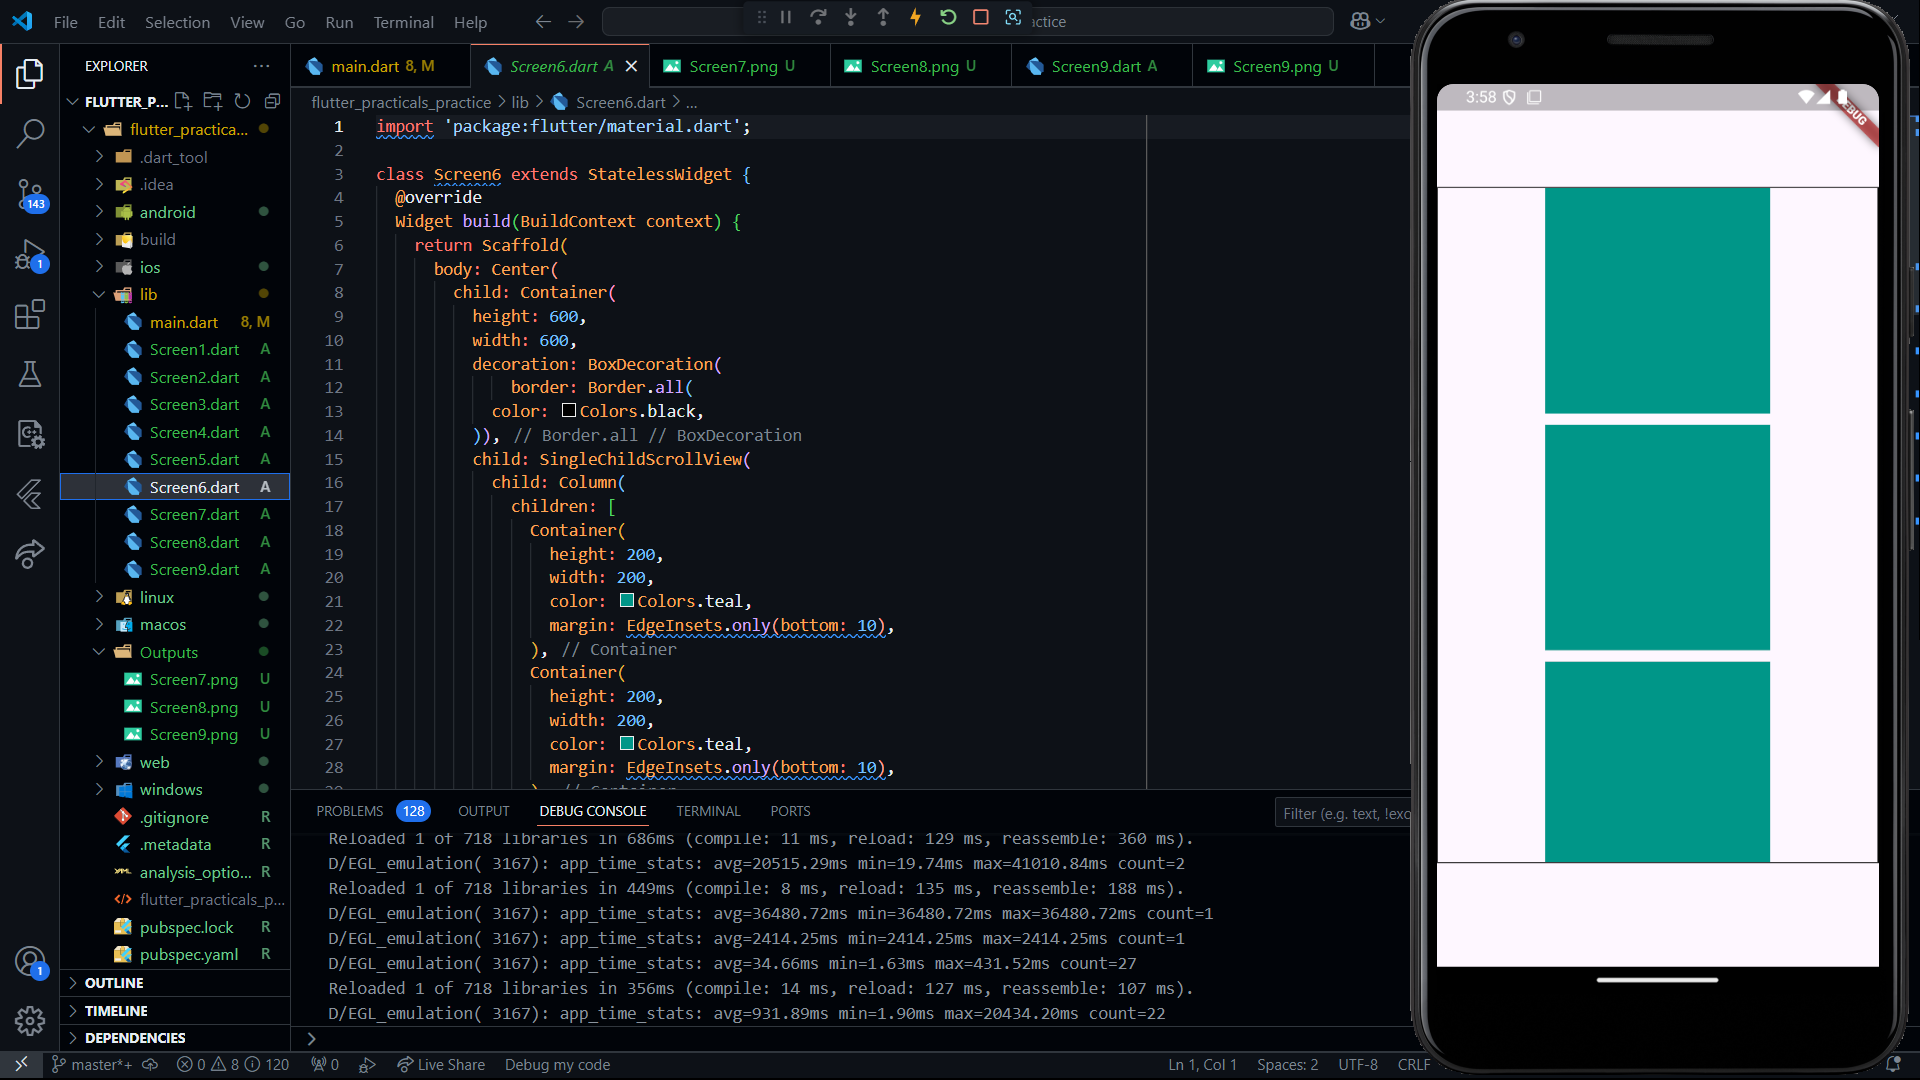 File Edit Selection View Go Run Terminal Help
actice
EXPLORER
main.dart 8, M
Screen6.dart A
Screen7.png U
Screen8.png U
Screen9.dart A
Screen9.png U
FLUTTER_P...
flutter_practica...
.dart_tool
.idea
android
build
ios
lib
main.dart 8, M
Screen1.dart A
Screen2.dart A
Screen3.dart A
Screen4.dart A
Screen5.dart A
Screen6.dart A
Screen7.dart A
Screen8.dart A
Screen9.dart A
linux
macos
Outputs
Screen7.png U
Screen8.png U
Screen9.png U
web
windows
.gitignore R
.metadata R
analysis_optio... R
flutter_practicals_p...
pubspec.lock R
pubspec.yaml R
OUTLINE
TIMELINE
DEPENDENCIES
143
1
1
flutter_practicals_practice > lib > Screen6.dart > ...
1 import 'package:flutter/material.dart';
2
3 class Screen6 extends StatelessWidget {
4 @override
5 Widget build(BuildContext context) {
6 return Scaffold(
7 body: Center(
8 child: Container(
9 height: 600,
10 width: 600,
11 decoration: BoxDecoration(
12 border: Border.all(
13 color: Colors.black,
14 )), // Border.all // BoxDecoration
15 child: SingleChildScrollView(
16 child: Column(
17 children: [
18 Container(
19 height: 200,
20 width: 200,
21 color: Colors.teal,
22 margin: EdgeInsets.only(bottom: 10),
23 ), // Container
24 Container(
25 height: 200,
26 width: 200,
27 color: Colors.teal,
28 margin: EdgeInsets.only(bottom: 10),
PROBLEMS 128 OUTPUT DEBUG CONSOLE TERMINAL PORTS
Filter (e.g. text, !exc
Reloaded 1 of 718 libraries in 686ms (compile: 11 ms, reload: 129 ms, reassemble: 360 ms).
D/EGL_emulation( 3167): app_time_stats: avg=20515.29ms min=19.74ms max=41010.84ms count=2
Reloaded 1 of 718 libraries in 449ms (compile: 8 ms, reload: 135 ms, reassemble: 188 ms).
D/EGL_emulation( 3167): app_time_stats: avg=36480.72ms min=36480.72ms max=36480.72ms count=1
D/EGL_emulation( 3167): app_time_stats: avg=2414.25ms min=2414.25ms max=2414.25ms count=1
D/EGL_emulation( 3167): app_time_stats: avg=34.66ms min=1.63ms max=431.52ms count=27
Reloaded 1 of 718 libraries in 356ms (compile: 14 ms, reload: 127 ms, reassemble: 107 ms).
D/EGL_emulation( 3167): app_time_stats: avg=931.89ms min=1.90ms max=20434.20ms count=22
master*+ 0 8 120 0 Live Share Debug my code Ln 1, Col 1 Spaces: 2 UTF-8 CRLF
3:58